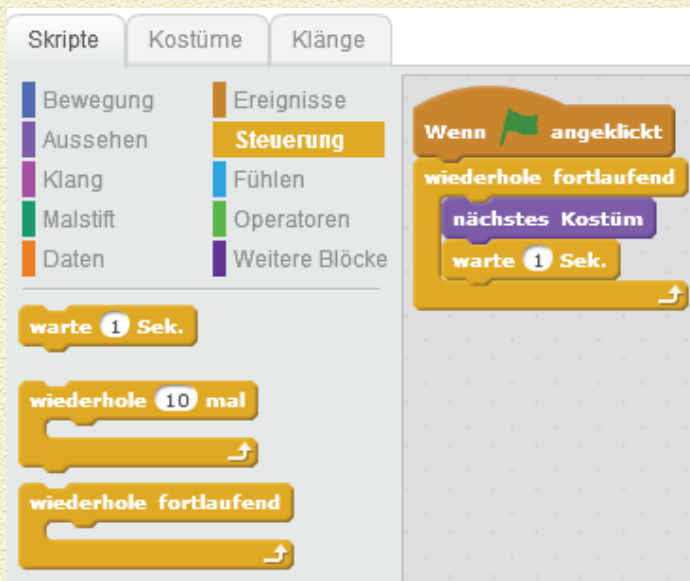 Skripte Kostüme Klänge
Bewegung Ereignisse
Aussehen Steuerung
Klang Fühlen
Malstift Operatoren
Daten Weitere Blöcke
warte 1 Sek.
wiederhole 10 mal
wiederhole fortlaufend
Wenn angeklickt
wiederhole fortlaufend
nächstes Kostüm
warte 1 Sek.